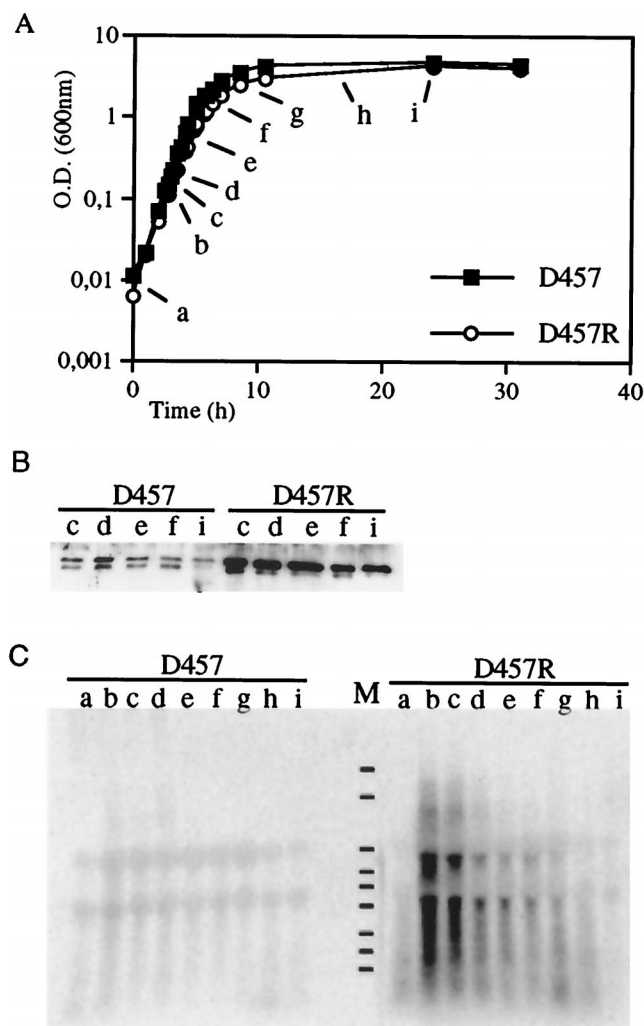 A
10
1
0,1
0,01
0,001
O.D. (600nm)
0
10
20
30
40
Time (h)
a
b
c
d
e
f
g
h
i
D457
D457R
B
D457 D457R
c d e f i c d e f i
C
D457 M D457R
a b c d e f g h i a b c d e f g h i